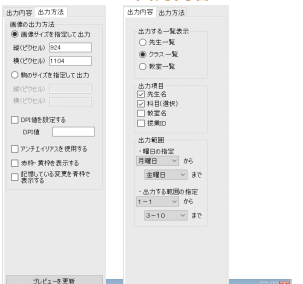 出力内容 出力方法
画像の出力方法
画像サイズを指定して出力
縦(ピクセル) 924
横(ピクセル) 1104
駒のサイズを指定して出力
縦(ピクセル)
横(ピクセル)
DPI値を設定する
DPI値
アンチエイリアスを使用する
赤枠・黄枠を表示する
記憶している変更を青枠で
表示する
プレビューを更新
出力内容 出力方法
出力する一覧表示
先生一覧
クラス一覧
教室一覧
出力項目
先生名
科目(選択)
教室名
授業ID
出力範囲
・曜日の指定
月曜日 から
金曜日 まで
・出力する範囲の指定
1-1 から
3-10 まで